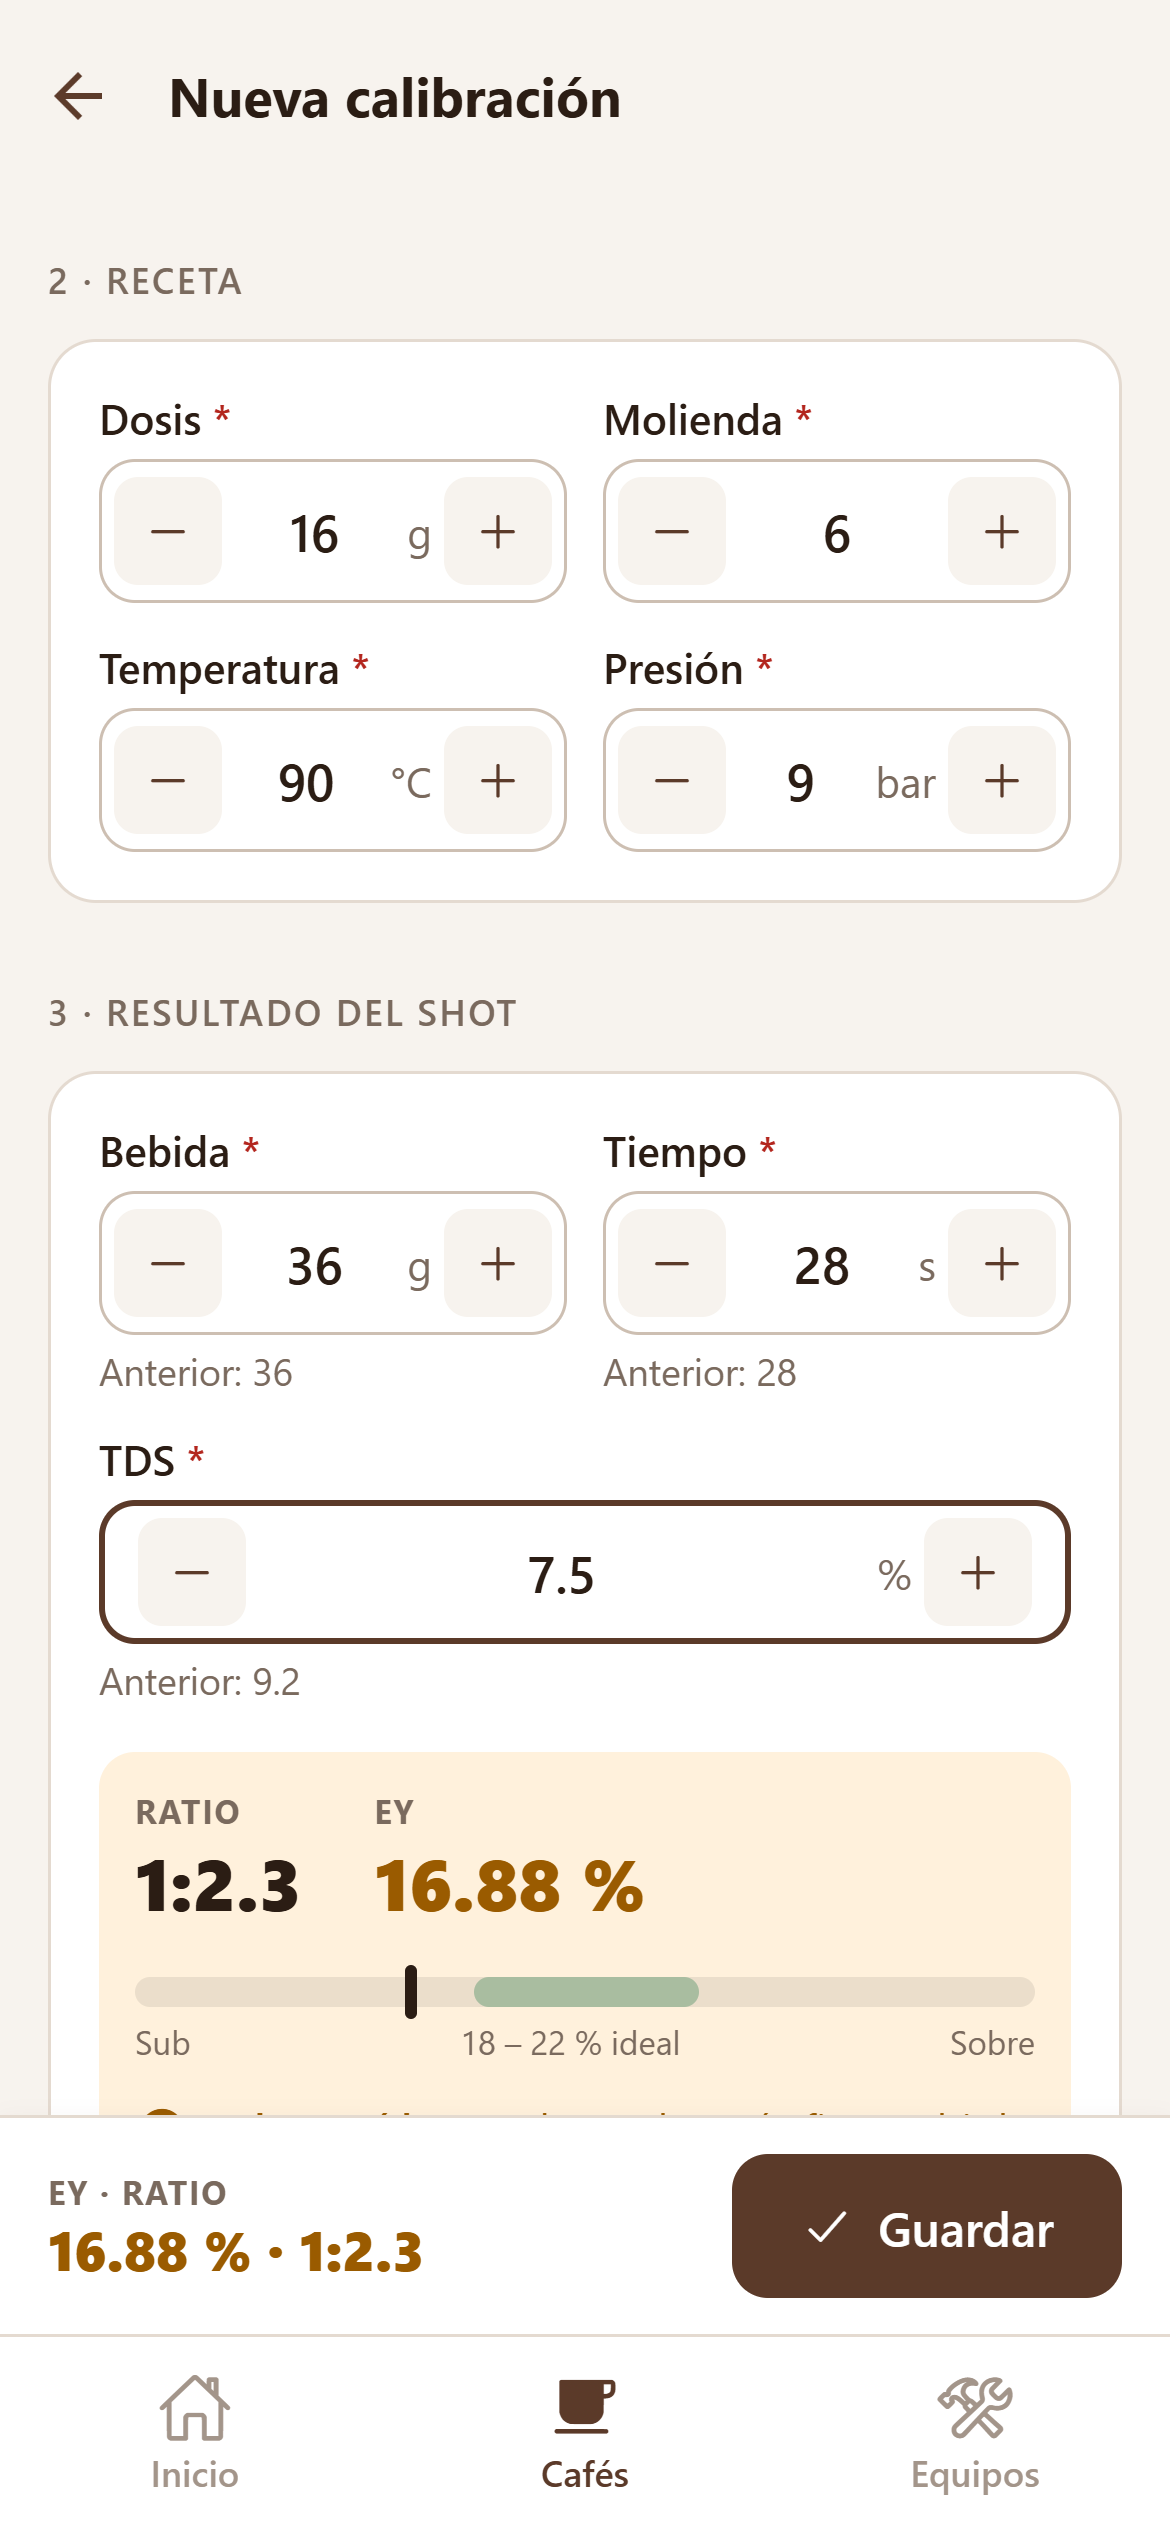 Nueva calibración
2 · RECETA
Dosis * Molienda *
16 g 6
Temperatura * Presión *
90 °C 9 bar
3 · RESULTADO DEL SHOT
Bebida * Tiempo *
36 g 28 s
Anterior: 36 Anterior: 28
TDS *
7.5 %
Anterior: 9.2
RATIO EY
1:2.3 16.88 %
Sub 18 – 22 % ideal Sobre
EY · RATIO
16.88 % · 1:2.3
Guardar
Inicio Cafés Equipos